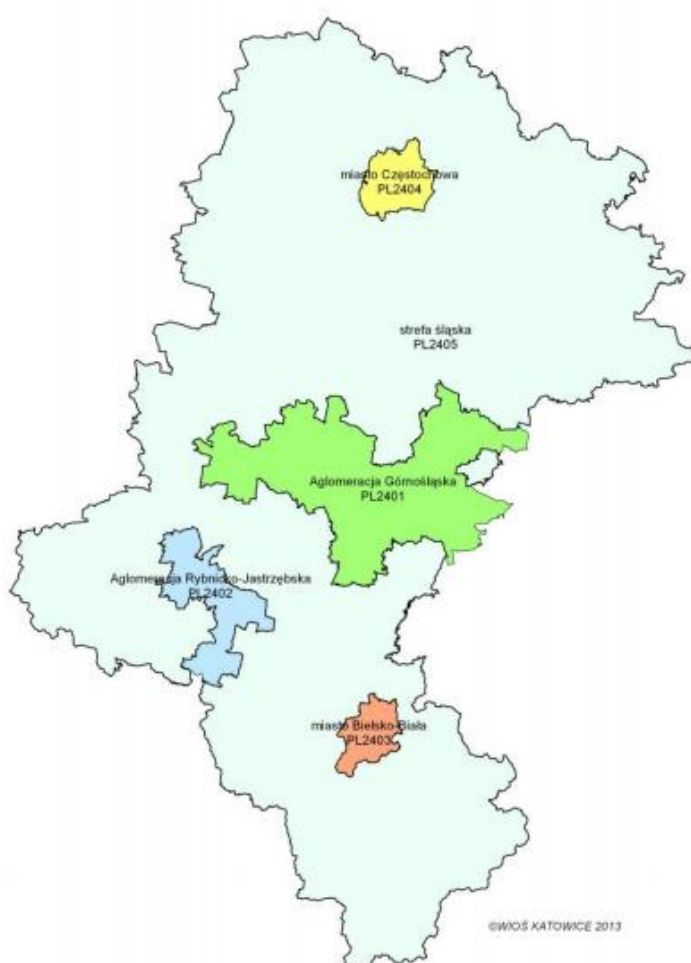 miasto Częstochowa
PL2404
strefa śląska
PL2405
Aglomeracja Górnośląska
PL2401
Aglomeracja Rybnicko-Jastrzębska
PL2402
miasto Bielsko-Biała
PL2403
©WIOŚ KATOWICE 2013